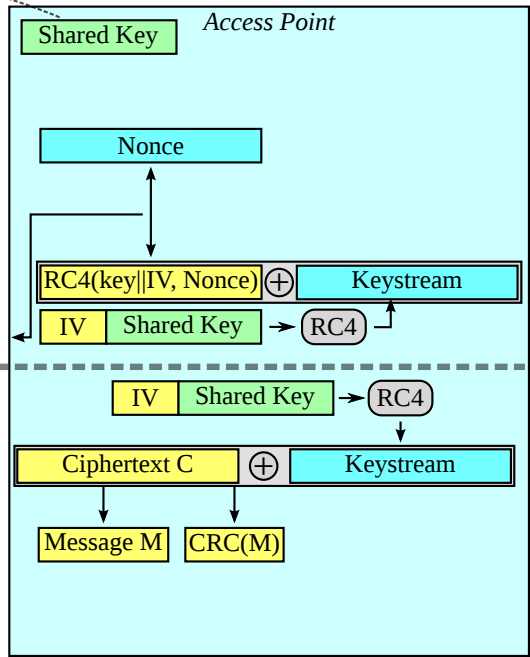 Access Point
Shared Key
Nonce
RC4(key||IV, Nonce) ⊕ Keystream
IV Shared Key RC4
IV Shared Key RC4
Ciphertext C ⊕ Keystream
Message M CRC(M)